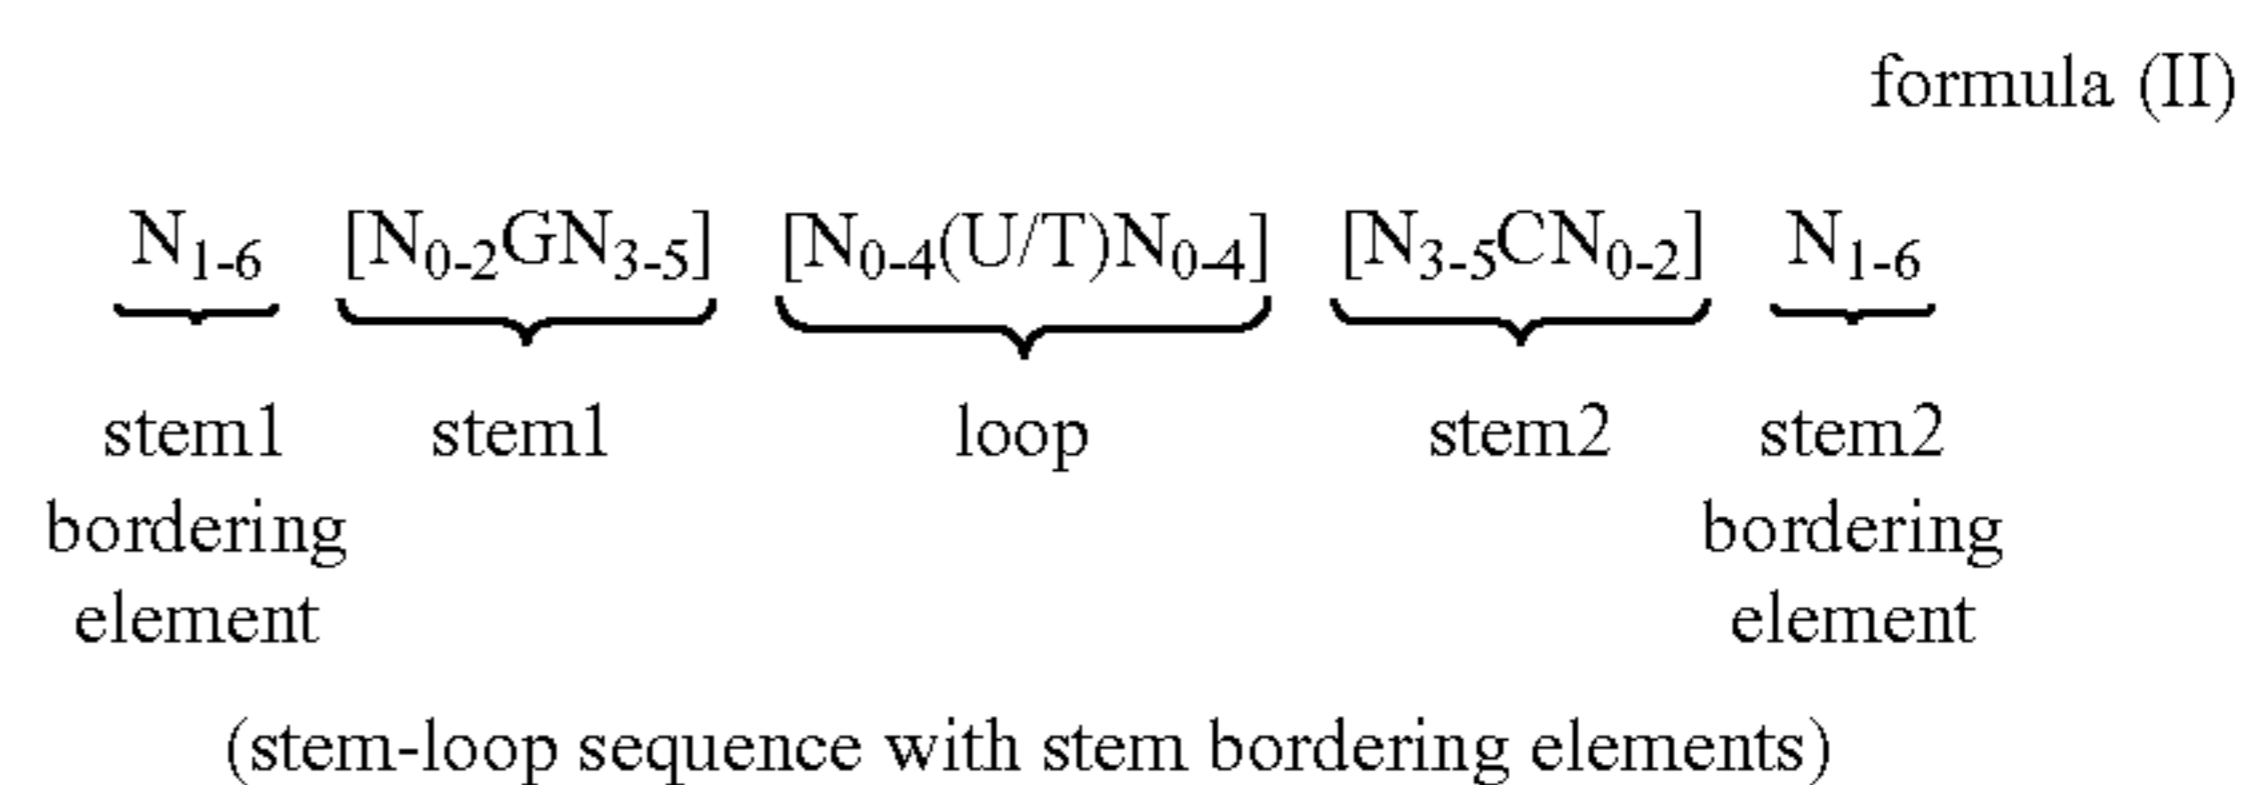 formula (II)
N₁₋₆ [N₀₋₂GN₃₋₅] [N₀₋₄(U/T)N₀₋₄] [N₃₋₅CN₀₋₂] N₁₋₆
stem1 stem1 loop stem2 stem2
bordering bordering
element element
(stem-loop sequence with stem bordering elements)